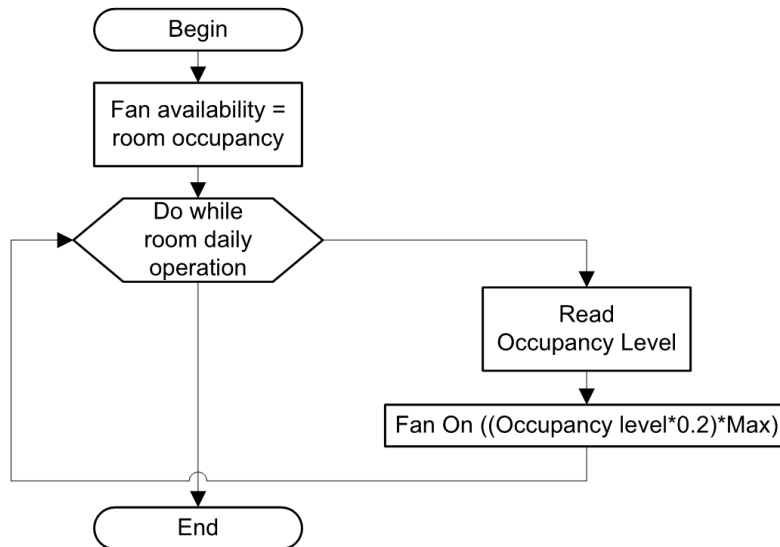 Begin
Fan availability =
room occupancy
Do while
room daily
operation
Read
Occupancy Level
Fan On ((Occupancy level*0.2)*Max)
End